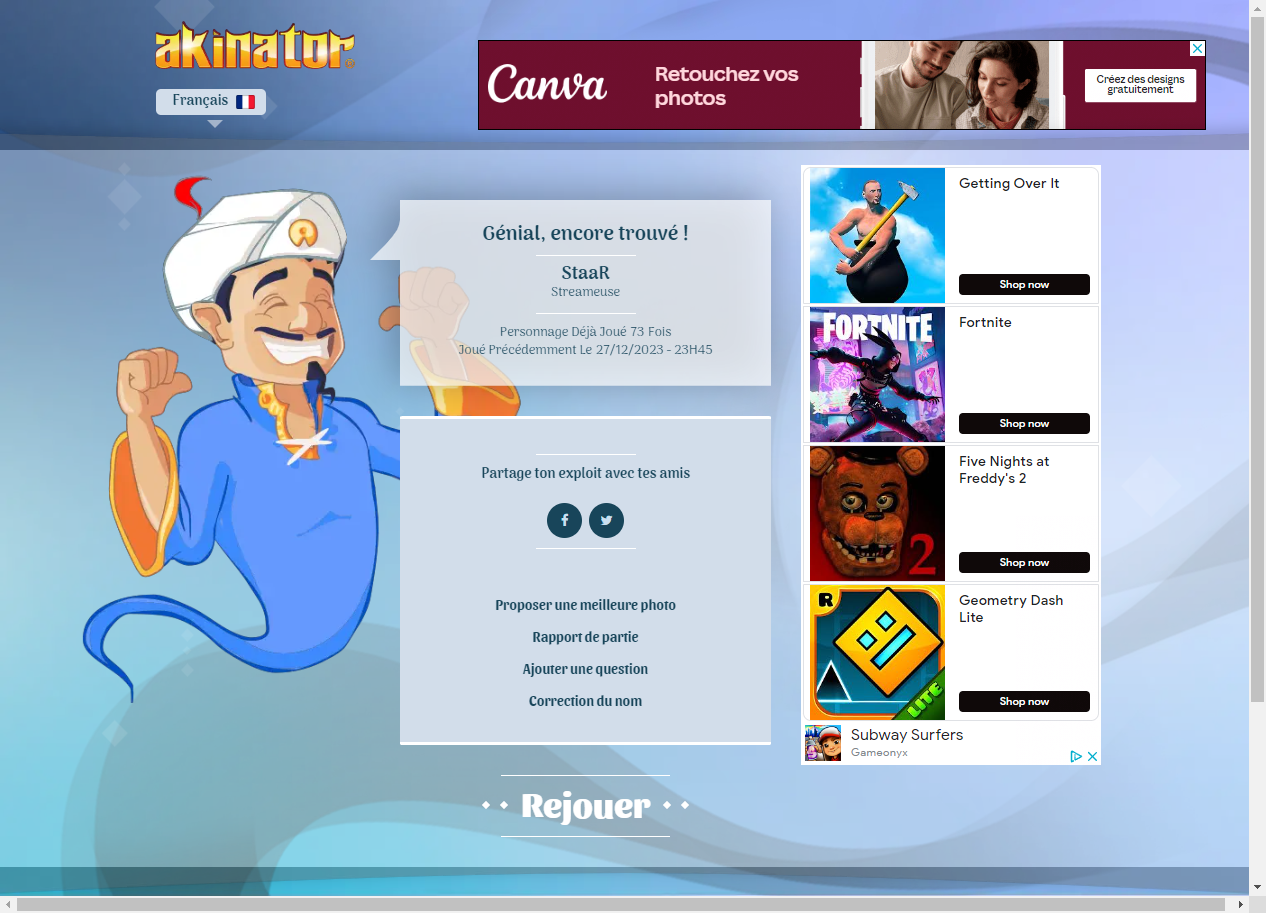 akinator
Français
Canva
Retouchez vos
photos
Créez des designs
gratuitement
Génial, encore trouvé !
StaaR
Streameuse
Personnage Déjà Joué 73 Fois
Joué Précédemment Le 27/12/2023 - 23H45
Partage ton exploit avec tes amis
Proposer une meilleure photo
Rapport de partie
Ajouter une question
Correction du nom
Rejouer
Getting Over It
Shop now
FORTNITE
Fortnite
Shop now
Five Nights at
Freddy's 2
2
Shop now
R
Geometry Dash
Lite
LITE
Shop now
Subway Surfers
Gameonyx